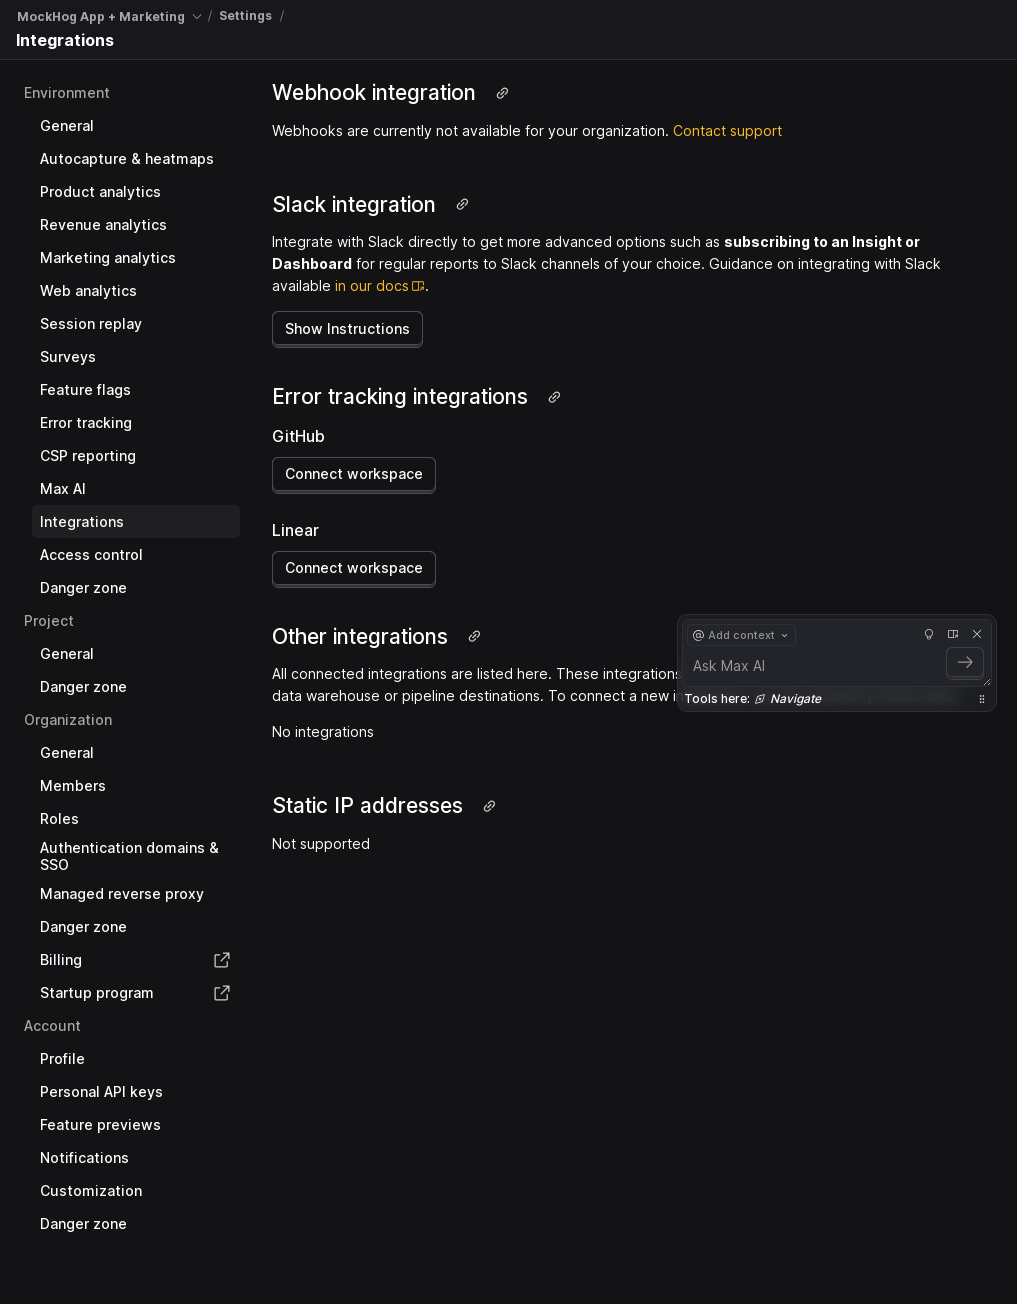 MockHog App + Marketing / Settings /
Integrations
Environment
General
Autocapture & heatmaps
Product analytics
Revenue analytics
Marketing analytics
Web analytics
Session replay
Surveys
Feature flags
Error tracking
CSP reporting
Max AI
Integrations
Access control
Danger zone
Project
General
Danger zone
Organization
General
Members
Roles
Authentication domains &
SSO
Managed reverse proxy
Danger zone
Billing
Startup program
Account
Profile
Personal API keys
Feature previews
Notifications
Customization
Danger zone
Webhook integration
Webhooks are currently not available for your organization. Contact support
Slack integration
Integrate with Slack directly to get more advanced options such as subscribing to an Insight or
Dashboard for regular reports to Slack channels of your choice. Guidance on integrating with Slack
available in our docs.
Show Instructions
Error tracking integrations
GitHub
Connect workspace
Linear
Connect workspace
Other integrations
All connected integrations are listed here. These integrations
data warehouse or pipeline destinations. To connect a new
No integrations
Static IP addresses
Not supported
@ Add context
Ask Max AI
Tools here: Navigate